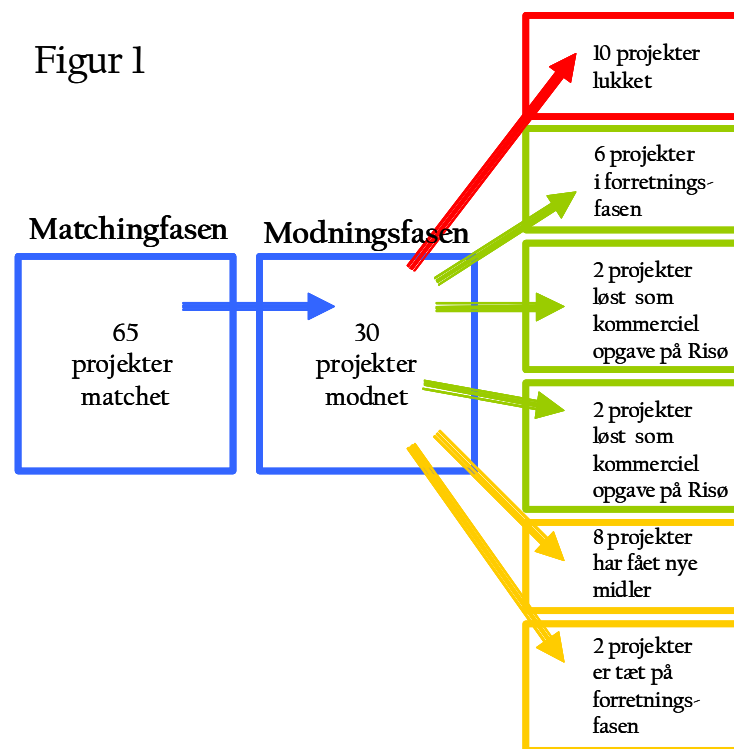 Figur 1
Matchingfasen
65
projekter
matchet
Modningsfasen
30
projekter
modnet
10 projekter
lukket
6 projekter
i forretnings-
fasen
2 projekter
løst som
kommerciel
opgave på Risø
2 projekter
løst som
kommerciel
opgave på Risø
8 projekter
har fået nye
midler
2 projekter
er tæt på
forretnings-
fasen